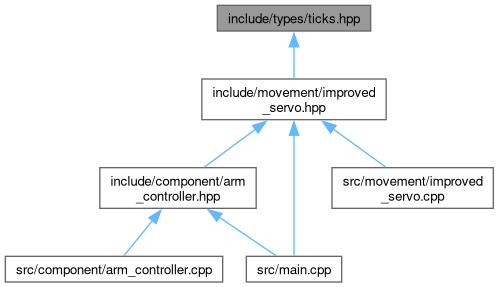 include/types/ticks.hpp
include/movement/improved
_servo.hpp
include/component/arm
_controller.hpp
src/movement/improved
_servo.cpp
src/component/arm_controller.cpp
src/main.cpp